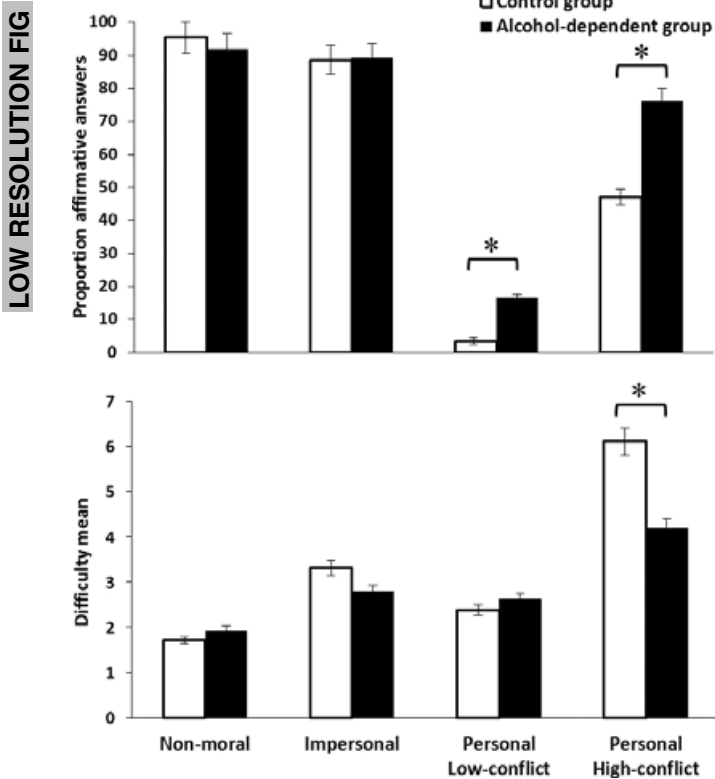 LOW RESOLUTION FIG
Control group
Alcohol-dependent group
Proportion affirmative answers
100
90
80
70
60
50
40
30
20
10
0
*
*
Difficulty mean
7
6
5
4
3
2
1
0
*
Non-moral
Impersonal
Personal
Low-conflict
Personal
High-conflict